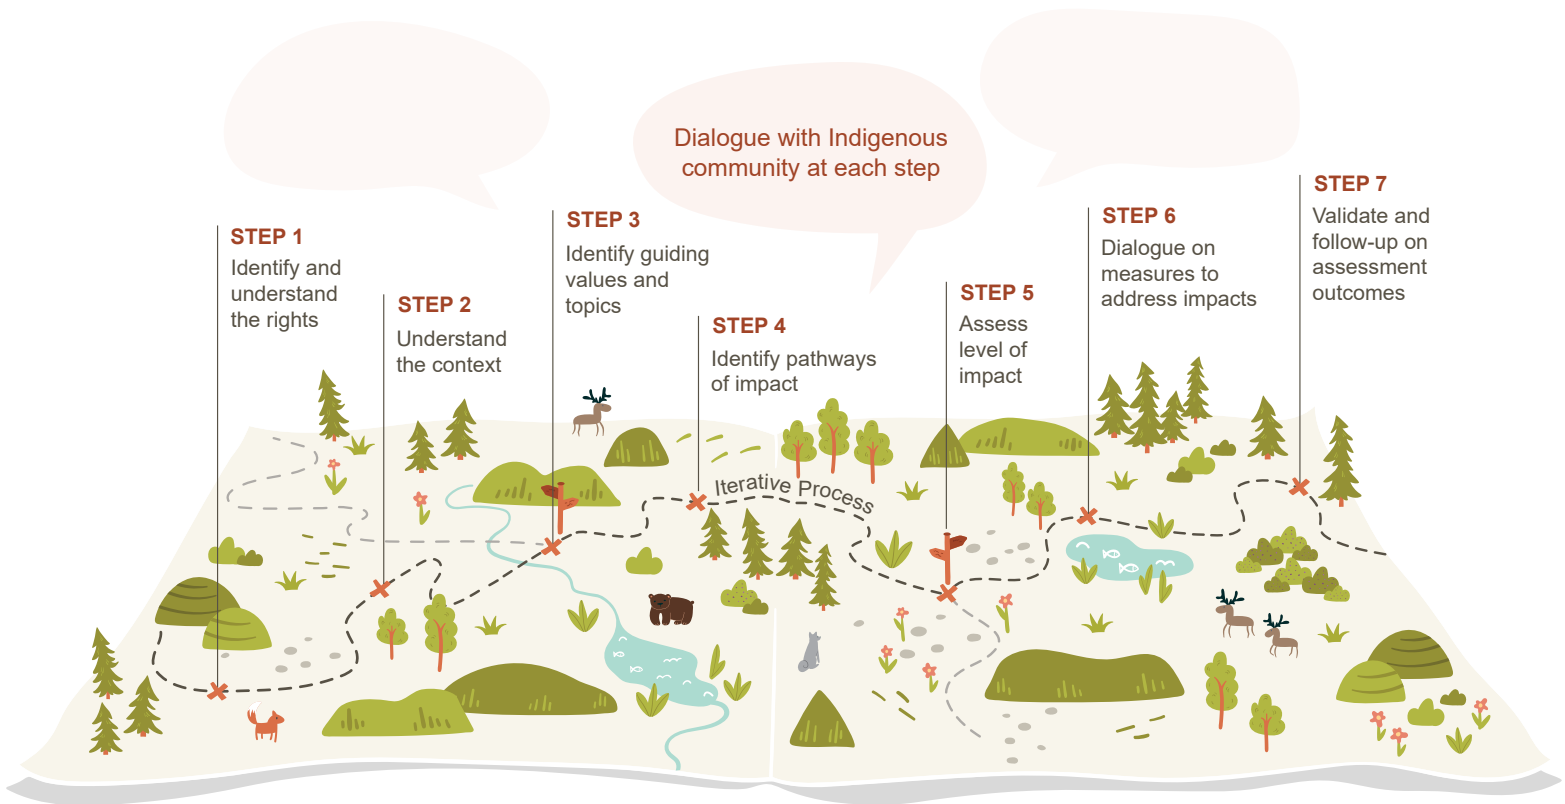 Dialogue with Indigenous
community at each step
STEP 1
Identify and
understand
the rights
STEP 2
Understand
the context
STEP 3
Identify guiding
values and
topics
STEP 4
Identify pathways
of impact
Iterative Process
STEP 5
Assess
level of
impact
STEP 6
Dialogue on
measures to
address impacts
STEP 7
Validate and
follow-up on
assessment
outcomes